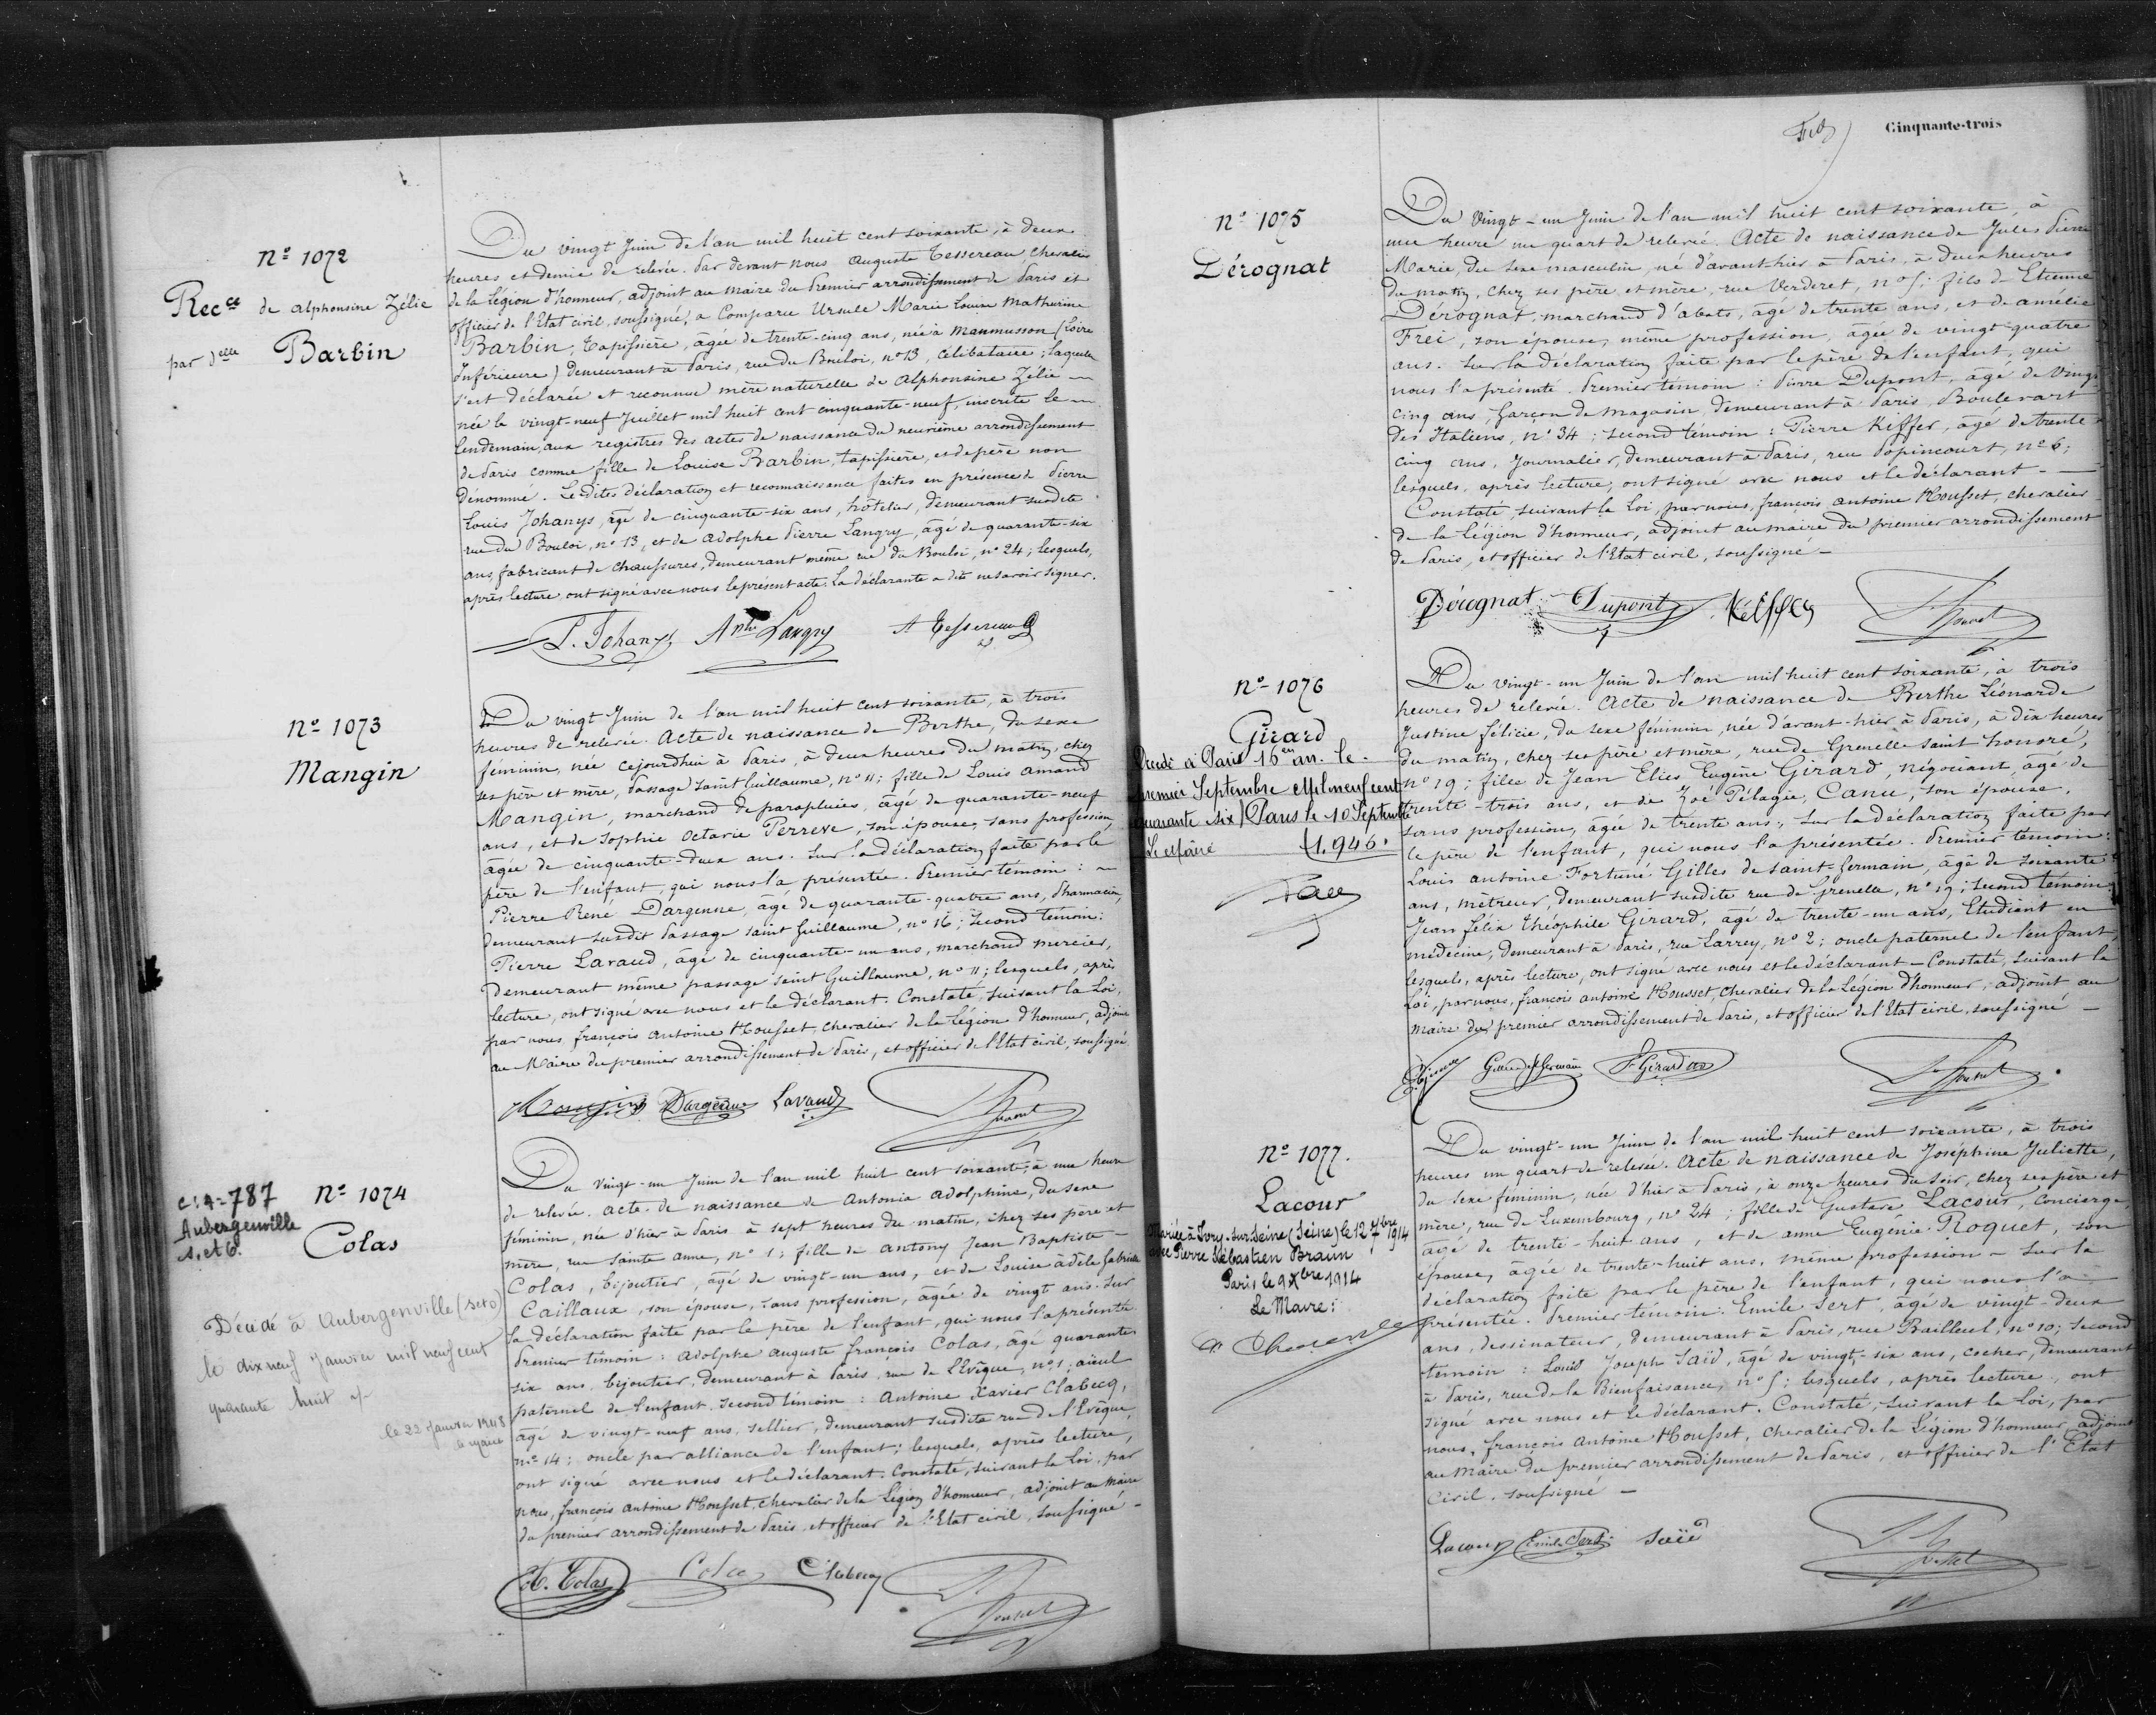 Nº 1072
Recce de Alphonsine Zélie
par delle Barbin
Du vingt Juin de l'an mil huit cent soixante, à deux
heures et demie de relevée. Par devant nous Auguste Tessereau, Chevalier
de la Légion d'honneur, adjoint au maire du Premier arrondissement de Paris et
officier de l'Etat civil, soussigné, a Comparu Ursule Marie Louise Mathurine
Barbin, Tapissière, âgée de trente-cinq ans, née à Maumusson (Loire
Inférieure) demeurant à Paris, rue du Bouloi, nº 13, célibataire; laquelle
s'est déclarée et reconnue mère naturelle de Alphonsine Zélie
née le vingt-neuf Juillet mil huit cent cinquante-neuf, inscrite le
lendemain, aux registres des actes de naissance du neuvième arrondissement
de Paris comme fille de Louise Barbin, tapissière, et de père non
dénommé. Lesdites déclaration et reconnaissance faites en présence de Pierre
Louis Johanys, âgé de cinquante-six ans, hôtelier, demeurant susdite
rue du Bouloi, nº 13, et de Adolphe Pierre Langry, âgé de quarante-six
ans, fabricant de chaussures, demeurant même rue du Bouloi, nº 24; lesquels,
après lecture ont signé avec nous le présent acte. La déclarante a dit ne savoir signer.
L. Johanys Langry A Tessereau
Nº 1073
Mangin
Du vingt Juin de l'an mil huit cent soixante, à trois
heures de relevée. Acte de naissance de Berthe, du sexe
féminin, née cejourdhui à Paris, à deux heures du matin, chez
ses père et mère, Passage Saint Guillaume, nº 11; fille de Louis Amand
Mangin, marchand de parapluies, âgé de quarante-neuf
ans, et de Sophie Octavie Perreve, son épouse, sans profession,
âgée de cinquante-deux ans. Sur la déclaration faite par le
père de l'enfant, qui nous l'a présentée. Premier témoin:
Pierre René Dargenne, âgé de quarante-quatre ans, Pharmacien,
demeurant susdit Passage Saint Guillaume, nº 16; Second témoin:
Pierre Lavaud, âgé de cinquante-un ans, marchand mercier,
demeurant même passage Saint Guillaume, nº 11; lesquels, après
lecture, ont signé avec nous et le déclarant. Constaté, suivant la Loi,
par nous, François Antoine Housset, chevalier de la Légion d'honneur, adjoint
au Maire du premier arrondissement de Paris, et officier de l'Etat civil, soussigné.
Mangin Dargenne Lavaud Housset
C:4=787
Aubergenville
S. et O.
Nº 1074
Colas
Décédé à Aubergenville (S et O)
le dix neuf Janvier mil neuf cent
quarante huit
le 22 Janvier 1948
le maire
Du vingt-un Juin de l'an mil huit cent soixante, à une heure
de relevée. Acte de naissance de Antonia Adolphine, du sexe
féminin, née d'hier à Paris à sept heures du matin, chez ses père et
mère, rue Sainte Anne, nº 1; fille de Antony Jean Baptiste
Colas, bijoutier, âgé de vingt-un ans, et de Louise Adèle Gabrielle
Caillaux, son épouse, sans profession, âgée de vingt ans. Sur
la déclaration faite par le père de l'enfant, qui nous l'a présentée
Premier témoin: Adolphe Auguste François Colas, âgé quarante
six ans, bijoutier, demeurant à Paris, rue de l'Evêque, nº 1; aïeul
paternel de l'enfant. Second témoin: Antoine Xavier Clabecq,
âgé de vingt-neuf ans, sellier, demeurant susdite rue de l'Evêque,
nº 14; oncle par alliance de l'enfant; lesquels, après lecture,
ont signé avec nous et le déclarant. Constaté, suivant la Loi, par
nous, François Antoine Housset, chevalier de la Légion d'honneur, adjoint au Maire
du premier arrondissement de Paris, et officier de l'Etat civil, soussigné
A. Colas Colas Clabecq Housset
Cinquante-trois
Nº 1075
Dérognat
Du vingt-un Juin de l'an mil huit cent soixante, à
une heure un quart de relevée. Acte de naissance de Jules Pierre
Marie, du sexe masculin, né d'avant-hier à Paris, à deux heures
du matin, chez ses père et mère, rue Verderet, nº 5; fils de Etienne
Dérognat, marchand d'abats, âgé de trente ans, et de Amélie
Frei, son épouse, même profession, âgée de vingt-quatre
ans. Sur la déclaration faite par le père de l'enfant, qui
nous l'a présenté. Premier témoin: Pierre Dupont, âgé de vingt
cinq ans, garçon de magasin, demeurant à Paris, Boulevart
des Italiens, nº 34; second témoin: Pierre Kiffer, âgé de trente
cinq ans, journalier, demeurant à Paris, rue Popincourt, nº 6;
lesquels, après lecture, ont signé avec nous et le déclarant.
Constaté, suivant la Loi, par nous, françois antoine Housset, chevalier
de la Légion d'honneur, adjoint au maire du premier arrondissement
de Paris, et officier de l'Etat civil, soussigné
Dérognat Dupont Keiffer Housset
Nº 1076
Girard
Décédé à Paris 16en arr. le
premier Septembre Mil neuf cent
quarante six / Paris le 10 Septembre
Le Maire 1.946.
Du vingt-un Juin de l'an mil huit cent soixante, à trois
heures de relevée. Acte de naissance de Berthe Léonarde
Justine Félicie, du sexe féminin, née d'avant-hier à Paris, à dix heures
du matin, chez ses père et mère, rue de Grenelle Saint honoré,
nº 19; fille de Jean Elies Eugène Girard, négociant, âgé de
trente-trois ans, et de Zoé Pélagie Canu, son épouse,
sans profession, âgée de trente ans, Sur la déclaration faite par
le père de l'enfant, qui nous l'a présentée. Premier témoin:
Louis antoine Fortuné Gilles de Saint-Germain, âgé de soixante
ans, métreur, demeurant susdite rue de Grenelle, nº 19; Second témoin:
Jean Félix Théophile Girard, âgé de trente-un ans, Etudiant en
médecine, demeurant à Paris, rue Larrey, nº 2; oncle paternel de l'enfant,
lesquels, après lecture, ont signé avec nous et le déclarant - Constaté, suivant la
Loi, par nous, françois antoine Housset, chevalier de la Légion d'honneur, adjoint au
maire du premier arrondissement de Paris, et officier de l'Etat civil, soussigné
Gilles de St Germain Girard Housset
Nº 1077.
Lacour
Mariée à Ivry-sur-Seine (Seine) le 12 7bre 1914
avec Pierre Sébastien Braun
Paris le 9 Xbre 1914
Le Maire:
Du vingt-un Juin de l'an mil huit cent soixante, à trois
heures un quart de relevée. Acte de naissance de Joséphine Juliette,
du sexe féminin, née d'hier à Paris, à onze heures du soir, chez ses père et
mère, rue de Luxembourg, nº 24; fille de Gustave Lacour, Concierge,
âgé de trente-huit ans, et de anne Eugénie Roquet, son
épouse, âgée de trente-huit ans, même profession - Sur la
déclaration faite par le père de l'enfant, qui nous l'a
présentée. Premier témoin: Emile Sert, âgé de vingt-deux
ans, dessinateur, demeurant à Paris, rue Bailleul, nº 10; Second
témoin: Louis Joseph Saïd, âgé de vingt-six ans, cocher, demeurant
à Paris, rue de la Bienfaisance, nº 5; lesquels, après lecture, ont
signé avec nous et le déclarant. Constaté, suivant la Loi, par
nous, françois Antoine Housset, chevalier de la Légion d'honneur, adjoint
au Maire du premier arrondissement de Paris, et officier de l'Etat
Civil, soussigné
Lacour Emile Sert Saïd Housset